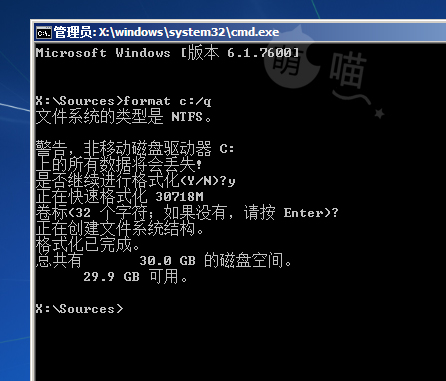 管理员: X:\windows\system32\cmd.exe
Microsoft Windows [版本 6.1.7600]
萌
喵
X:\Sources>format c:/q
文件系统的类型是 NTFS。
警告，非移动磁盘驱动器 C:
上的所有数据将会丢失!
是否继续进行格式化(Y/N)?y
正在快速格式化 30718M
卷标(32 个字符；如果没有，请按 Enter)?
正在创建文件系统结构。
格式化已完成。
总共有 30.0 GB 的磁盘空间。
29.9 GB 可用。
X:\Sources>